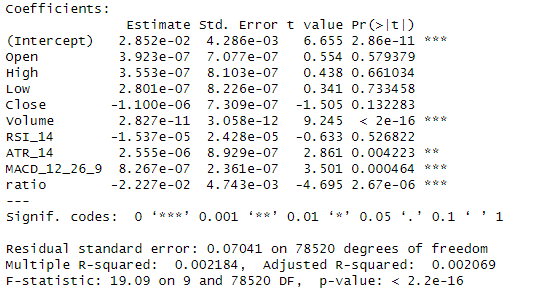 Coefficients:
Estimate Std. Error t value Pr(>|t|)
(Intercept) 2.852e-02 4.286e-03 6.655 2.86e-11 ***
Open 3.923e-07 7.077e-07 0.554 0.579379
High 3.553e-07 8.103e-07 0.438 0.661034
Low 2.801e-07 8.226e-07 0.341 0.733458
Close -1.100e-06 7.309e-07 -1.505 0.132283
Volume 2.827e-11 3.058e-12 9.245 < 2e-16 ***
RSI_14 -1.537e-05 2.428e-05 -0.633 0.526822
ATR_14 2.555e-06 8.929e-07 2.861 0.004223 **
MACD_12_26_9 8.267e-07 2.361e-07 3.501 0.000464 ***
ratio -2.227e-02 4.743e-03 -4.695 2.67e-06 ***
---
Signif. codes: 0 ‘***’ 0.001 ‘**’ 0.01 ‘*’ 0.05 ‘.’ 0.1 ‘ ’ 1
Residual standard error: 0.07041 on 78520 degrees of freedom
Multiple R-squared: 0.002184, Adjusted R-squared: 0.002069
F-statistic: 19.09 on 9 and 78520 DF, p-value: < 2.2e-16